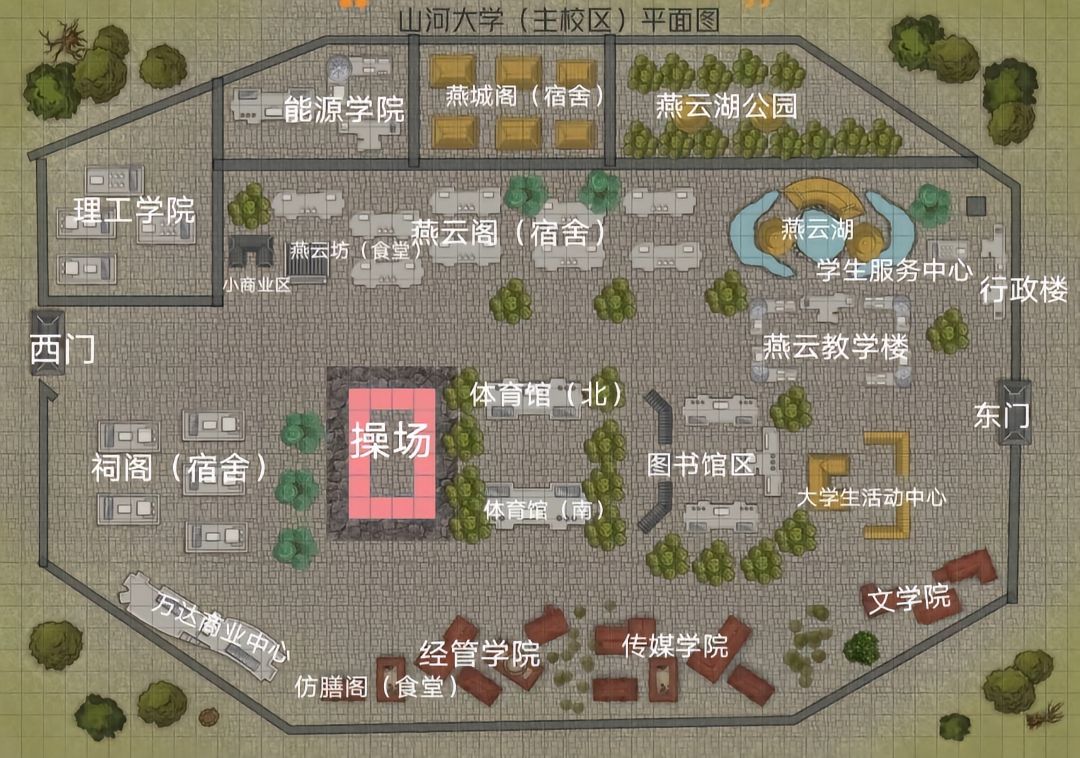 山河大学（主校区）平面图
能源学院
燕城阁（宿舍）
燕云湖公园
理工学院
燕云坊（食堂）
燕云阁（宿舍）
燕云湖
小商业区
学生服务中心
行政楼
西门
燕云教学楼
体育馆（北）
东门
操场
祠阁（宿舍）
图书馆区
大学生活动中心
体育馆（南）
万达商业中心
文学院
经管学院
传媒学院
仿膳阁（食堂）